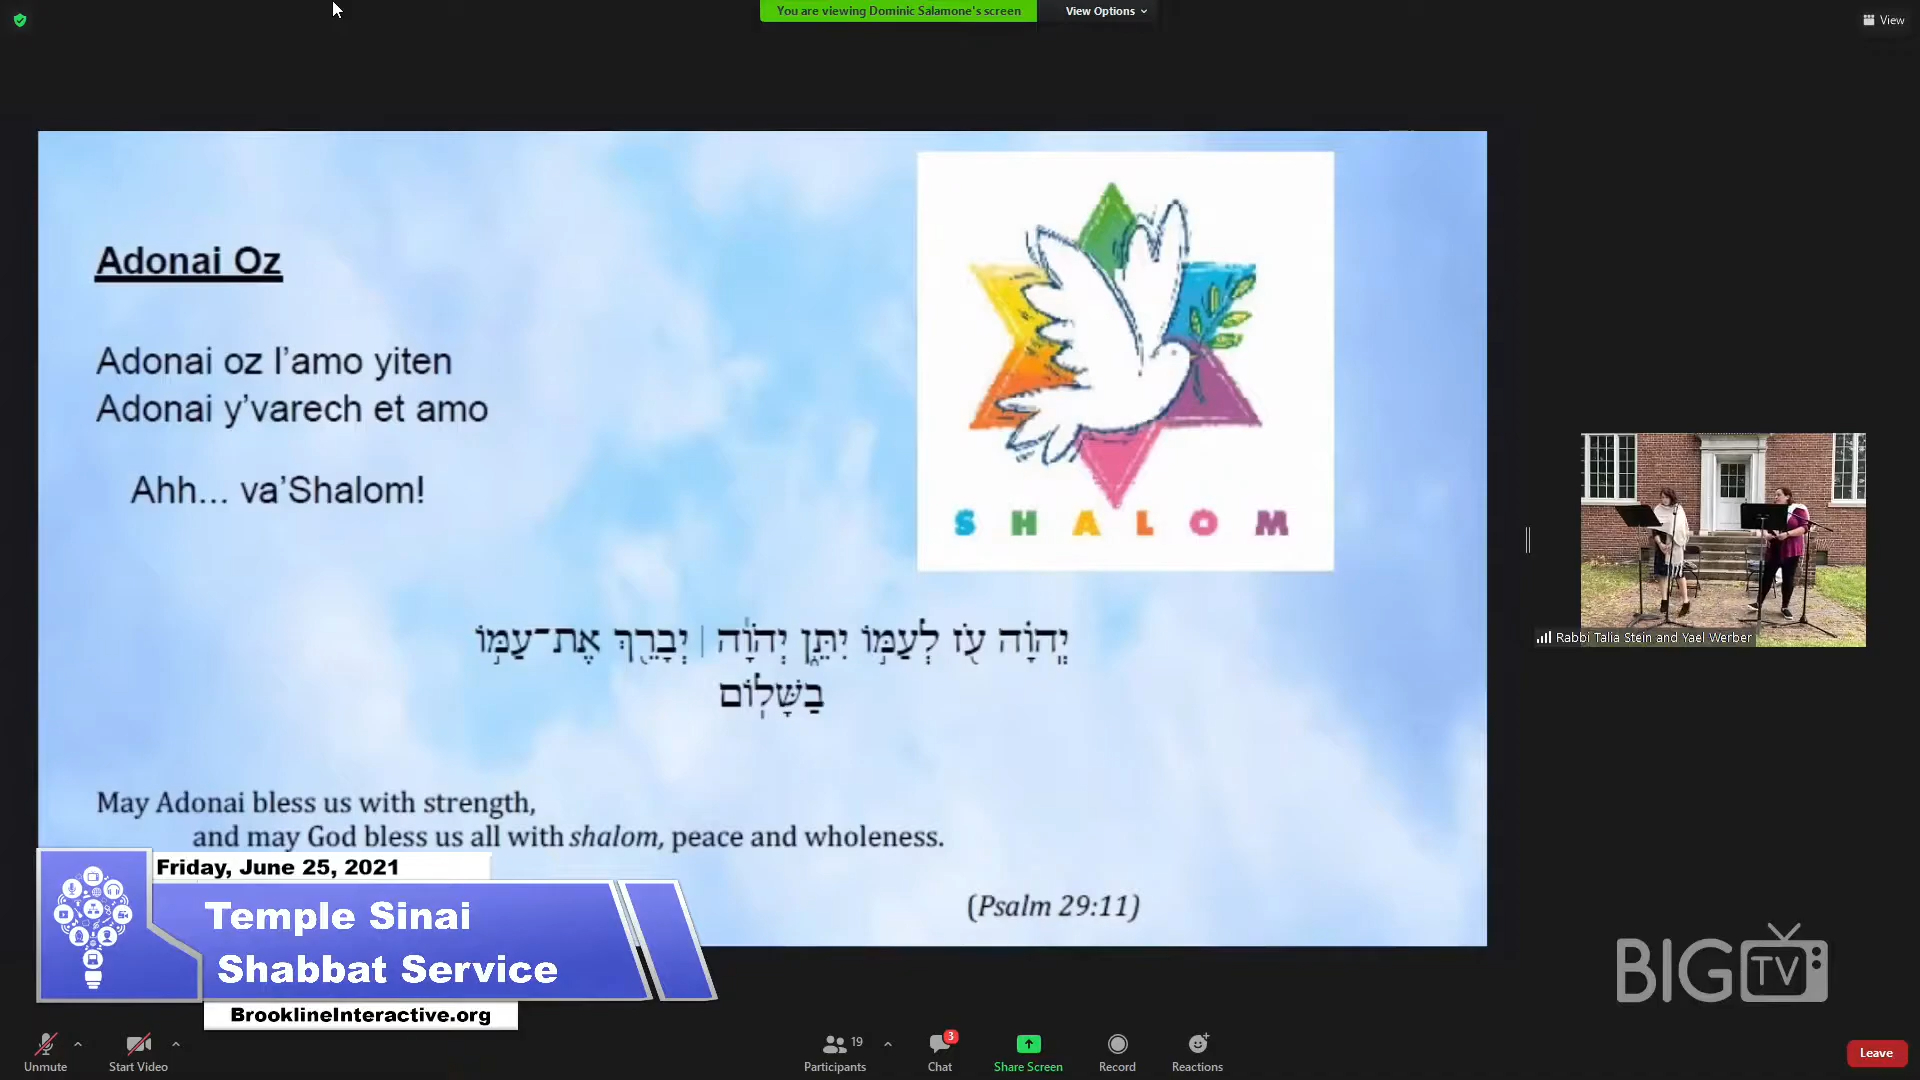 You are viewing Dominic Salamone's screen
View Options
View
Adonai Oz
Adonai oz l'amo yiten
Adonai y'varech et amo
Ahh... va'Shalom!
SHALOM
יְֽהוָ֗ה עֹ֭ז לְעַמּ֣וֹ יִתֵּ֑ן יְהוָ֓ה ׀ יְבָרֵ֖ךְ אֶת־עַמּ֣וֹ
בַשָּׁלֽוֹם
May Adonai bless us with strength,
and may God bless us all with shalom, peace and wholeness.
(Psalm 29:11)
Rabbi Talia Stein and Yael Werber
Friday, June 25, 2021
Temple Sinai
Shabbat Service
BrooklineInteractive.org
BIG TV
Unmute
Start Video
19
Participants
3
Chat
Share Screen
Record
Reactions
Leave